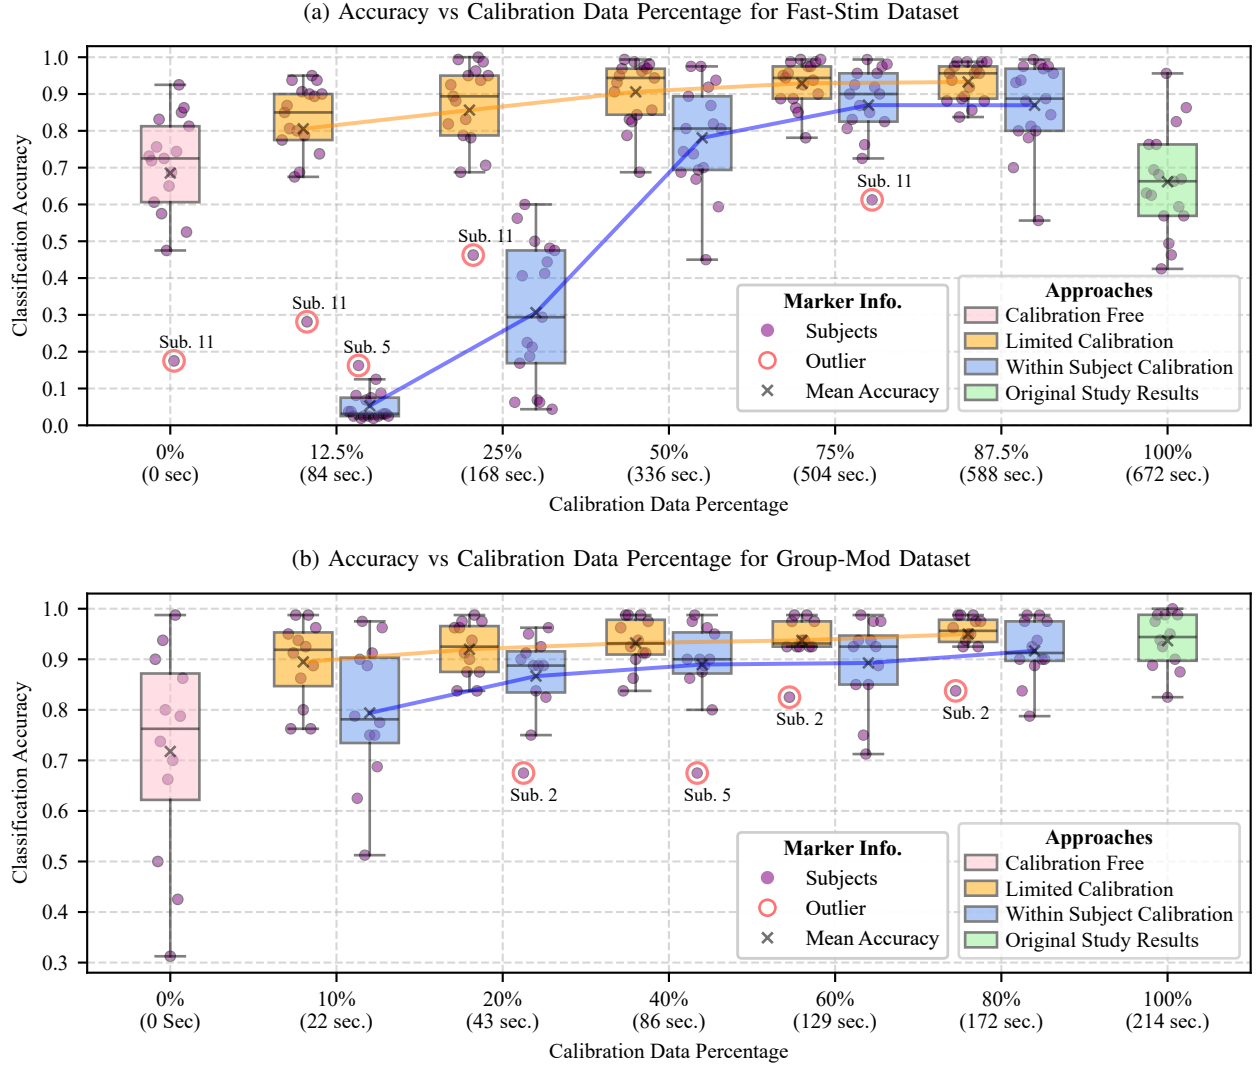 (a) Accuracy vs Calibration Data Percentage for Fast-Stim Dataset
Classification Accuracy
1.0
0.9
0.8
0.7
0.6
0.5
0.4
0.3
0.2
0.1
0.0
Sub. 11
Sub. 11
Sub. 5
Sub. 11
Sub. 11
Marker Info.
Subjects
Outlier
Mean Accuracy
Approaches
Calibration Free
Limited Calibration
Within Subject Calibration
Original Study Results
0%
(0 sec)
12.5%
(84 sec.)
25%
(168 sec.)
50%
(336 sec.)
75%
(504 sec.)
87.5%
(588 sec.)
100%
(672 sec.)
Calibration Data Percentage
(b) Accuracy vs Calibration Data Percentage for Group-Mod Dataset
Classification Accuracy
1.0
0.9
0.8
0.7
0.6
0.5
0.4
0.3
Sub. 2
Sub. 5
Sub. 2
Sub. 2
Marker Info.
Subjects
Outlier
Mean Accuracy
Approaches
Calibration Free
Limited Calibration
Within Subject Calibration
Original Study Results
0%
(0 Sec)
10%
(22 sec.)
20%
(43 sec.)
40%
(86 sec.)
60%
(129 sec.)
80%
(172 sec.)
100%
(214 sec.)
Calibration Data Percentage